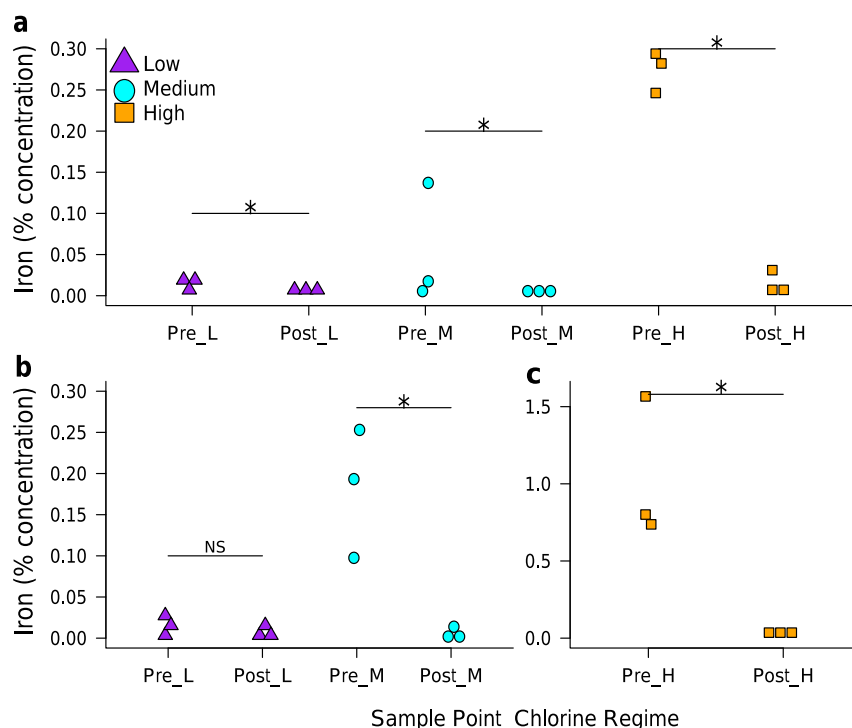 a
Iron (% concentration)
0.30
0.25
0.20
0.15
0.10
0.05
0.00
Low
Medium
High
*
*
*
Pre_L
Post_L
Pre_M
Post_M
Pre_H
Post_H
b
Iron (% concentration)
0.30
0.25
0.20
0.15
0.10
0.05
0.00
NS
*
Pre_L
Post_L
Pre_M
Post_M
c
1.5
1.0
0.5
0.0
*
Pre_H
Post_H
Sample Point_Chlorine Regime